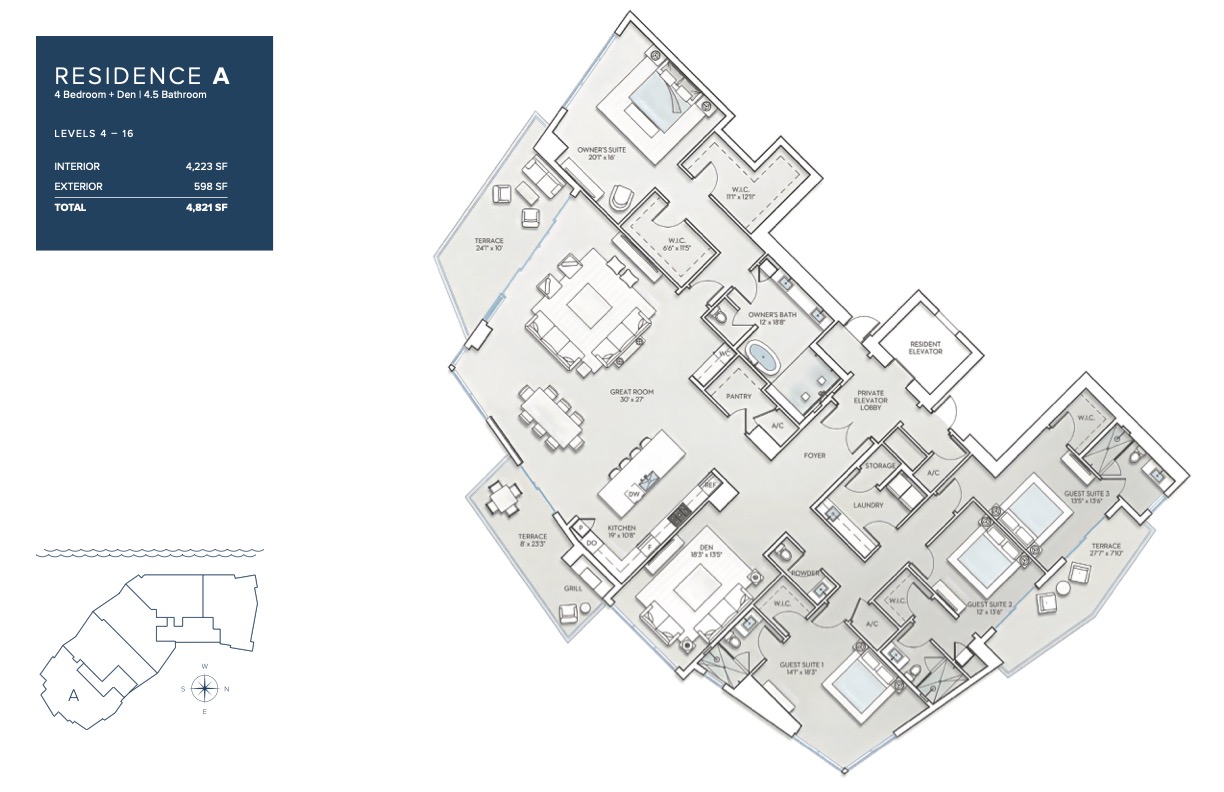 RESIDENCE A
4 Bedroom + Den | 4.5 Bathroom
LEVELS 4 – 16
INTERIOR 4,223 SF
EXTERIOR 598 SF
TOTAL 4,821 SF
OWNER'S SUITE
20'1" x 16'
W.I.C.
11'1" x 12'11"
W.I.C.
6'6" x 11'5"
TERRACE
24'1" x 10'
OWNER'S BATH
12' x 18'8"
RESIDENT
ELEVATOR
WC
PANTRY
A/C
GREAT ROOM
30' x 27'
PRIVATE
ELEVATOR
LOBBY
FOYER
STORAGE
A/C
LAUNDRY
W.I.C.
GUEST SUITE 3
13'5" x 13'6"
REF
DW
KITCHEN
19' x 10'8"
P
DO
F
TERRACE
8' x 23'3"
GRILL
DEN
18'3" x 13'5"
POWDER
W.I.C.
W.I.C.
A/C
GUEST SUITE 2
12' x 13'6"
TERRACE
27'7" x 7'10"
GUEST SUITE 1
14'1" x 18'3"
A
W
S
N
E